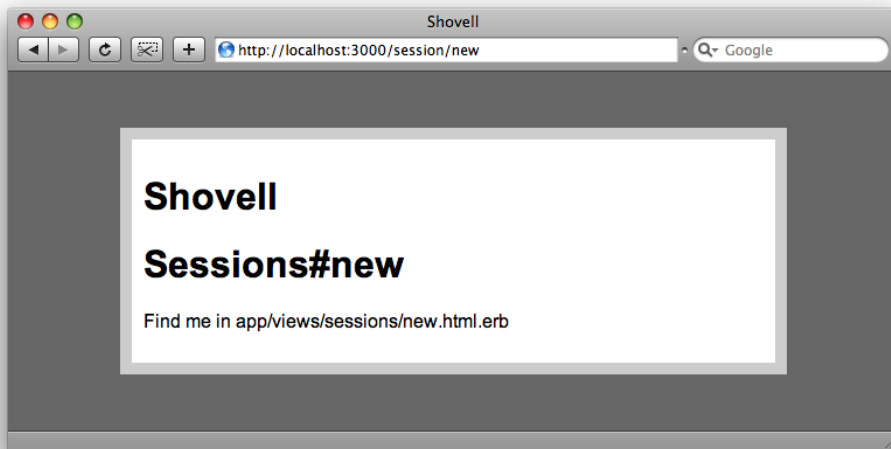 Shovell
http://localhost:3000/session/new
Google
Shovell
Sessions#new
Find me in app/views/sessions/new.html.erb